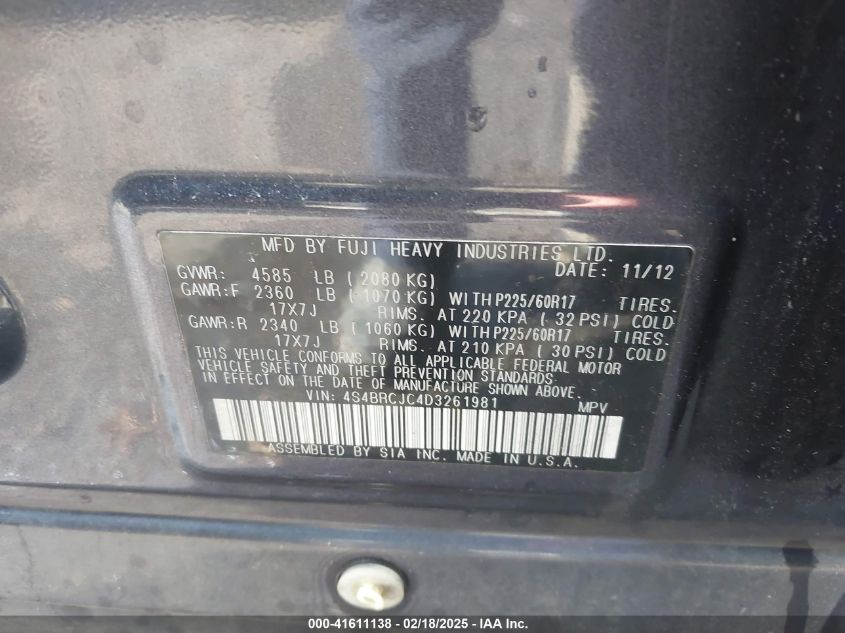 MFD BY FUJI HEAVY INDUSTRIES LTD.
GVWR: 4585 LB ( 2080 KG) DATE: 11/12
GAWR:F 2360 LB ( 1070 KG) WITH P225/60R17 TIRES.
17X7J RIMS. AT 220 KPA ( 32 PSI) COLD
GAWR:R 2340 LB ( 1060 KG) WITH P225/60R17 TIRES.
17X7J RIMS. AT 210 KPA ( 30 PSI) COLD
THIS VEHICLE CONFORMS TO ALL APPLICABLE FEDERAL MOTOR
VEHICLE SAFETY AND THEFT PREVENTION STANDARDS
IN EFFECT ON THE DATE OF MANUFACTURE SHOWN ABOVE.
VIN: 4S4BRCJC4D3261981 MPV
ASSEMBLED BY SIA INC. MADE IN U.S.A.
000-41611138 - 02/18/2025 - IAA Inc.